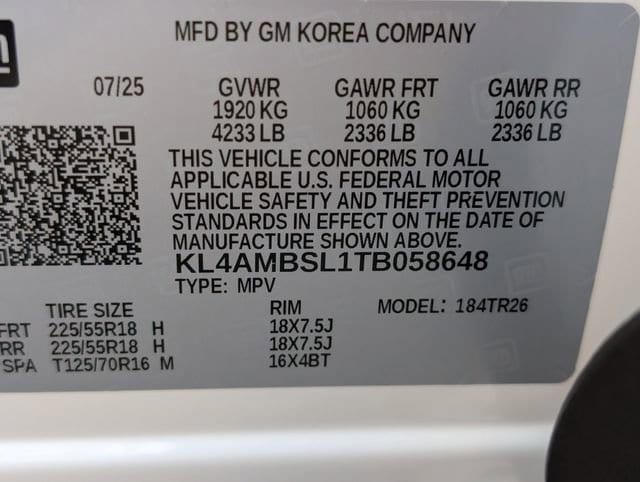 MFD BY GM KOREA COMPANY
07/25 GVWR GAWR FRT GAWR RR
1920 KG 1060 KG 1060 KG
4233 LB 2336 LB 2336 LB
THIS VEHICLE CONFORMS TO ALL
APPLICABLE U.S. FEDERAL MOTOR
VEHICLE SAFETY AND THEFT PREVENTION
STANDARDS IN EFFECT ON THE DATE OF
MANUFACTURE SHOWN ABOVE.
KL4AMBSL1TB058648
TYPE: MPV
TIRE SIZE RIM MODEL: 184TR26
FRT 225/55R18 H 18X7.5J
RR 225/55R18 H 18X7.5J
SPA T125/70R16 M 16X4BT